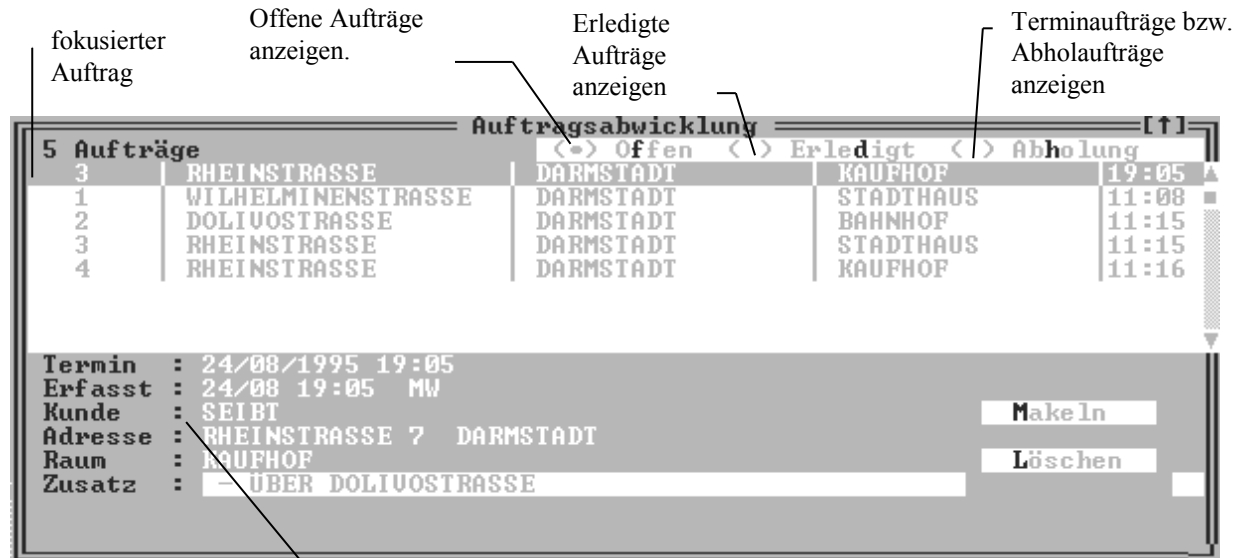 fokusierter
Auftrag
Offene Aufträge
anzeigen.
Erledigte
Aufträge
anzeigen
Terminaufträge bzw.
Abholaufträge
anzeigen
Auftragsabwicklung [↑]
5 Aufträge (•) Offen ( ) Erledigt ( ) Abholung
3 RHEINSTRASSE DARMSTADT KAUFHOF 19:05
1 WILHELMINENSTRASSE DARMSTADT STADTHAUS 11:08
2 DOLIVOSTRASSE DARMSTADT BAHNHOF 11:15
3 RHEINSTRASSE DARMSTADT STADTHAUS 11:15
4 RHEINSTRASSE DARMSTADT KAUFHOF 11:16
Termin : 24/08/1995 19:05
Erfasst : 24/08 19:05 MW
Kunde : SEIBT
Makeln
Adresse : RHEINSTRASSE 7 DARMSTADT
Raum : KAUFHOF
Löschen
Zusatz : -ÜBER DOLIVOSTRASSE